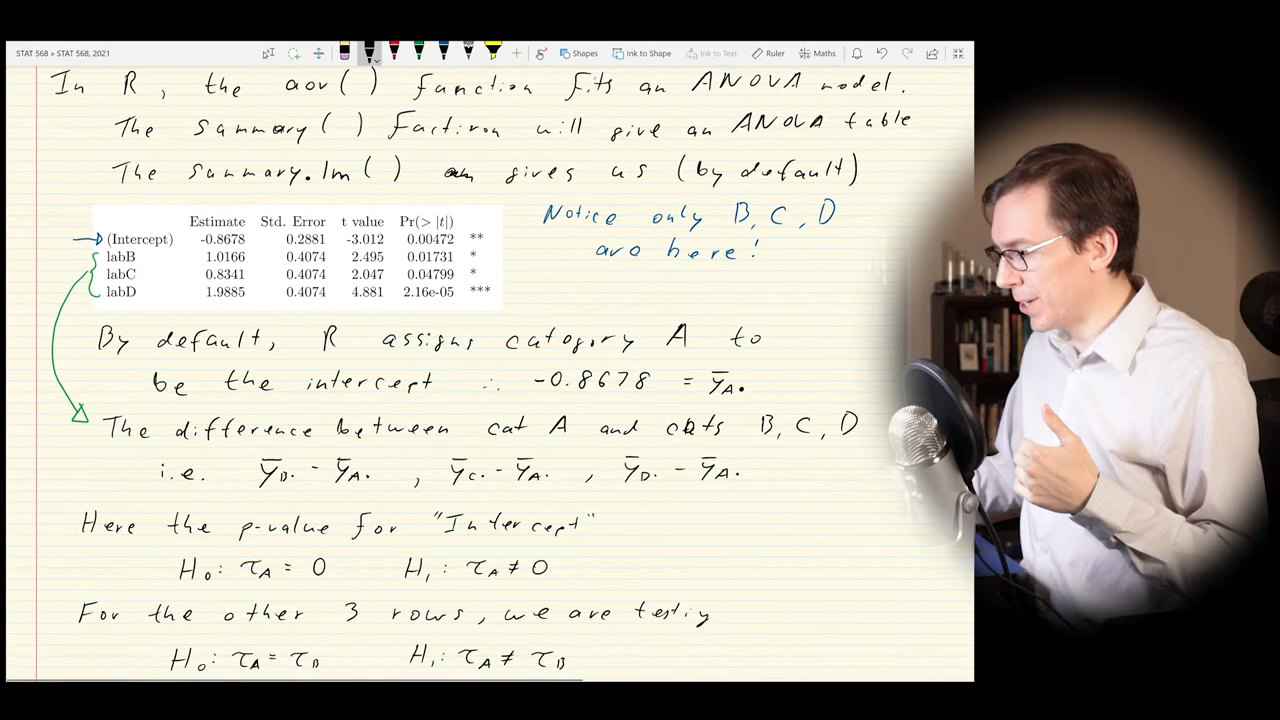 STAT 568 » STAT 568, 2021
Shapes Ink to Shape Ink to Text Ruler Maths
In R, the aov( ) function fits an ANOVA model.
The summary( ) Factiron will give an ANOVA table
The summary.lm( ) gives us (by default)
Estimate Std. Error t value Pr(> |t|)
(Intercept) -0.8678 0.2881 -3.012 0.00472 **
labB 1.0166 0.4074 2.495 0.01731 *
labC 0.8341 0.4074 2.047 0.04799 *
labD 1.9885 0.4074 4.881 2.16e-05 ***
Notice only B, C, D
are here!
By default, R assigns category A to
be the intercept ∴ -0.8678 = ȳA.
The difference between cat A and cats B, C, D
i.e. ȳB. - ȳA. , ȳC. - ȳA. , ȳD. - ȳA.
Here the p-value for "Intercept"
H₀: τA = 0 H₁: τA ≠ 0
For the other 3 rows, we are testing
H₀: τA = τB H₁: τA ≠ τB